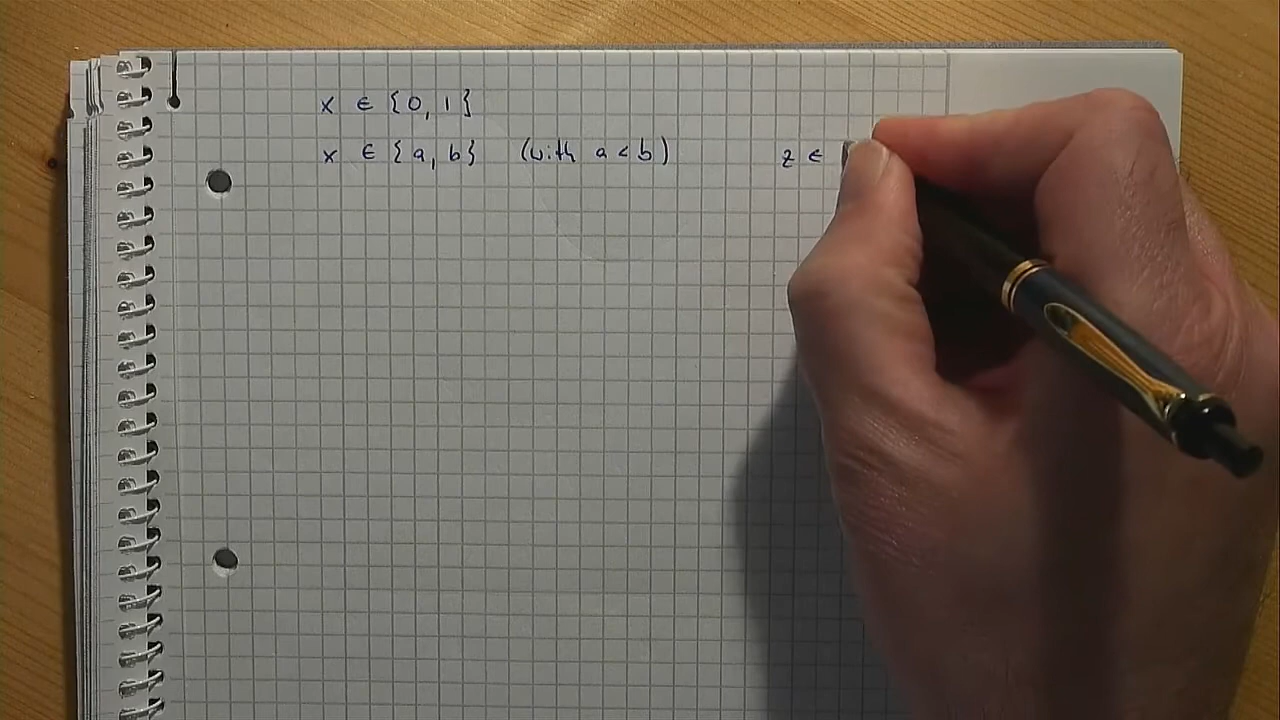 x ∈ {0, 1}
x ∈ {a, b} (with a < b) z ∈